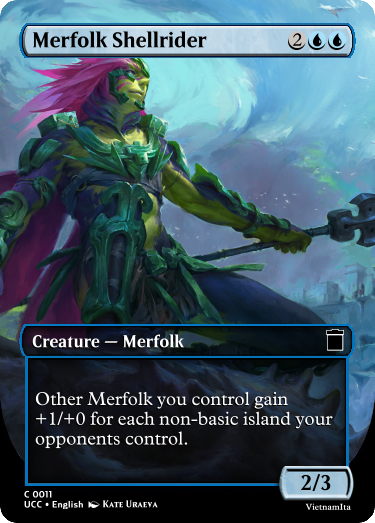 Merfolk Shellrider 2
Creature — Merfolk
Other Merfolk you control gain
+1/+0 for each non-basic island your
opponents control.
2/3
C 0011
UCC • English Kate Uraeva
VietnamIta